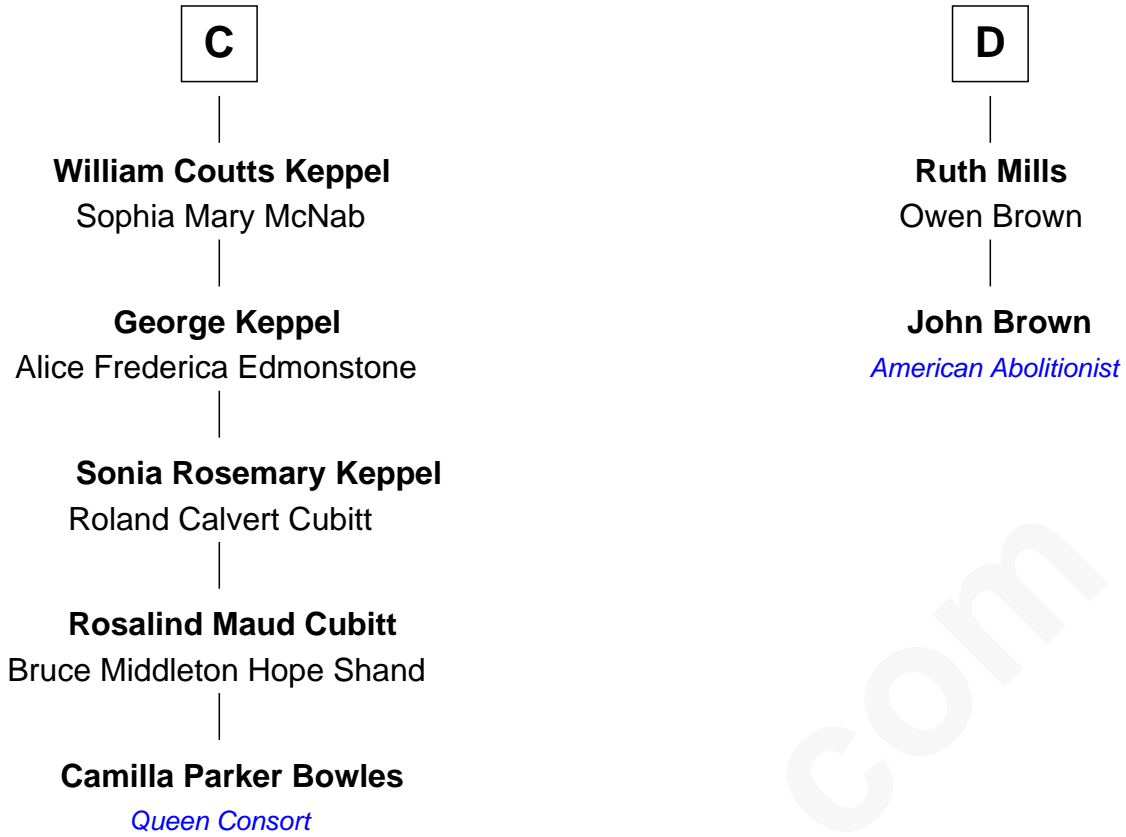 C
William Coutts Keppel
Sophia Mary McNab
George Keppel
Alice Frederica Edmonstone
Sonia Rosemary Keppel
Roland Calvert Cubitt
Rosalind Maud Cubitt
Bruce Middleton Hope Shand
Camilla Parker Bowles
Queen Consort
D
Ruth Mills
Owen Brown
John Brown
American Abolitionist
com